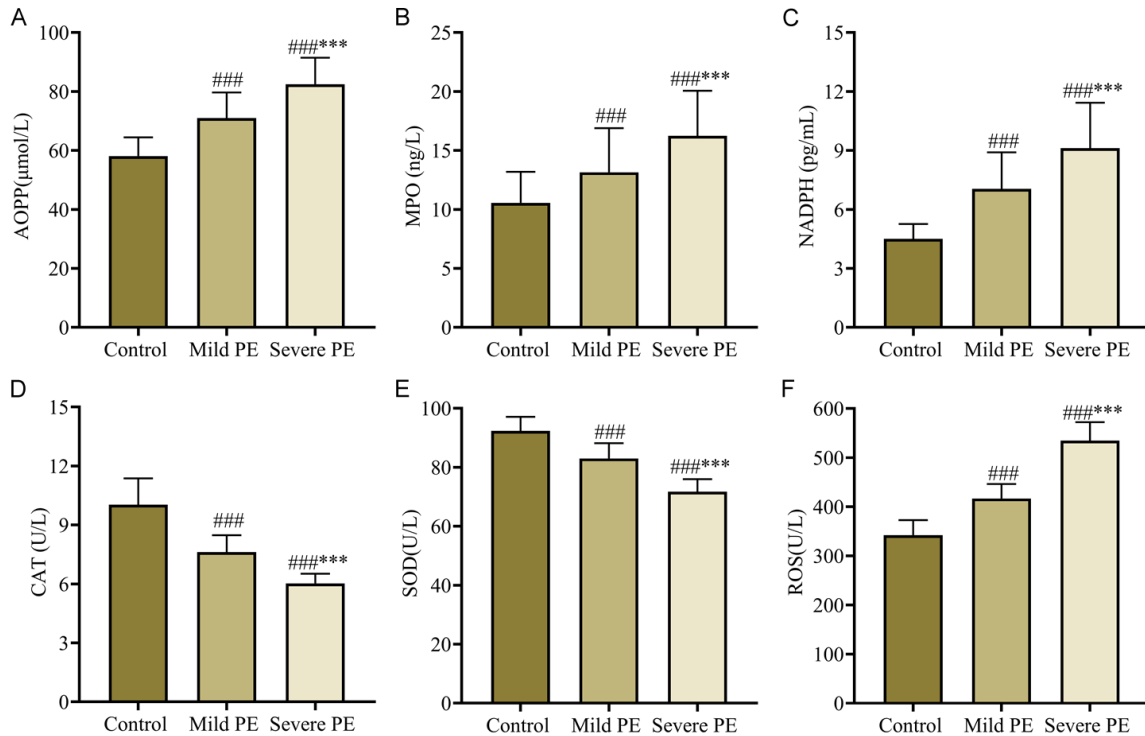 A
AOPP(μmol/L)
100
80
60
40
20
0
###
###***
Control Mild PE Severe PE
B
MPO (ng/L)
25
20
15
10
5
0
###
###***
Control Mild PE Severe PE
C
NADPH (pg/mL)
15
12
9
6
3
0
###
###***
Control Mild PE Severe PE
D
CAT (U/L)
15
12
9
6
3
0
###
###***
Control Mild PE Severe PE
E
SOD(U/L)
100
80
60
40
20
0
###
###***
Control Mild PE Severe PE
F
ROS(U/L)
600
500
400
300
200
100
0
###
###***
Control Mild PE Severe PE